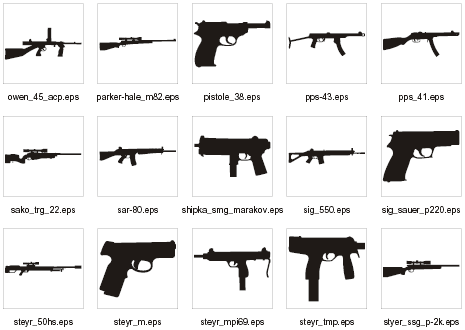 owen_45_acp.eps parker-hale_m82.eps pistole_38.eps pps-43.eps pps_41.eps
sako_trg_22.eps sar-80.eps shipka_smg_marakov.eps sig_550.eps sig_sauer_p220.eps
steyr_50hs.eps steyr_m.eps steyr_mpi69.eps steyr_tmp.eps styer_ssg_p-2k.eps